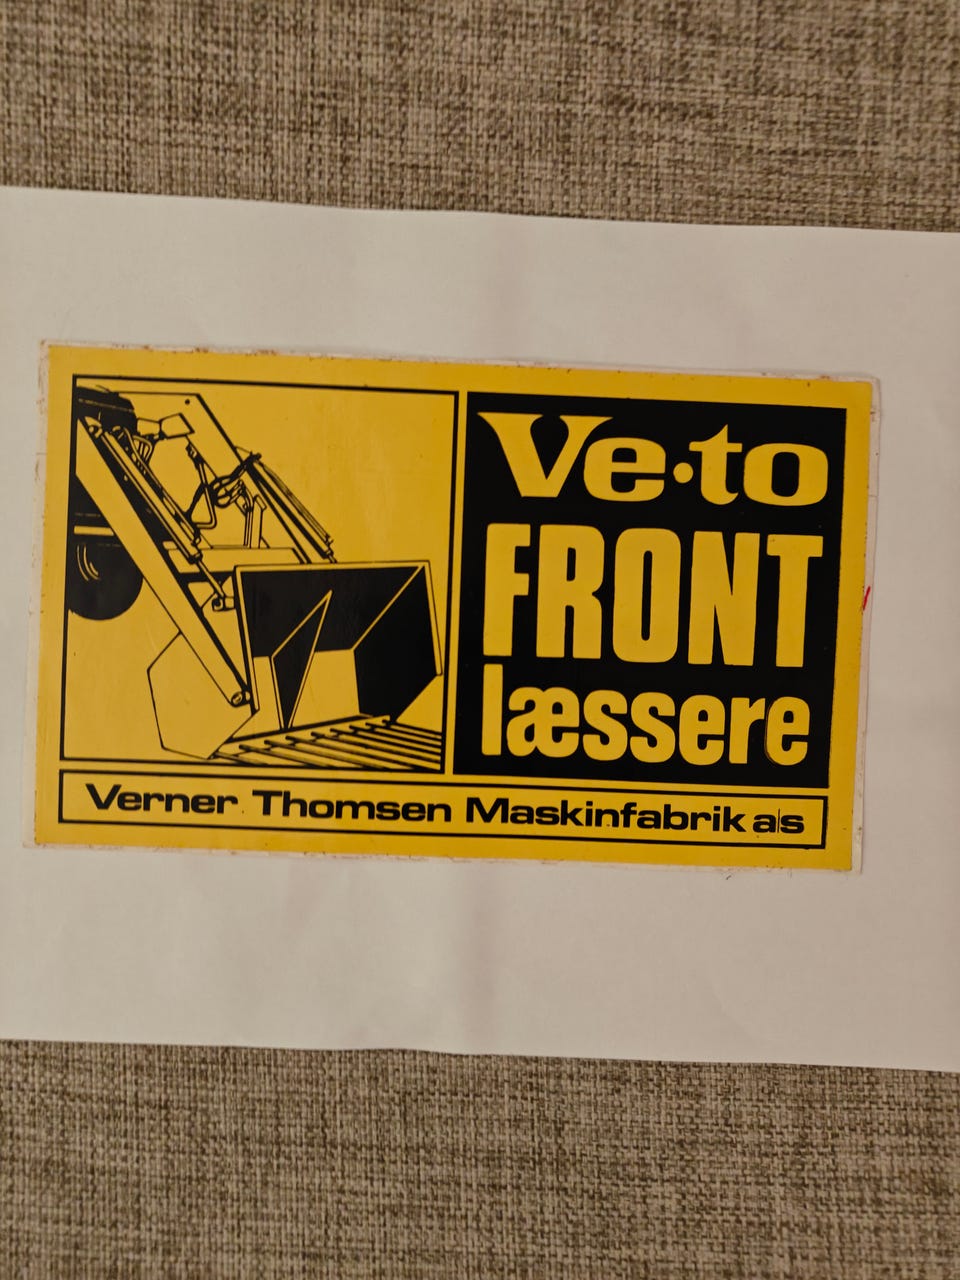 Ve·to
FRONT
læssere
Verner Thomsen Maskinfabrik a|s